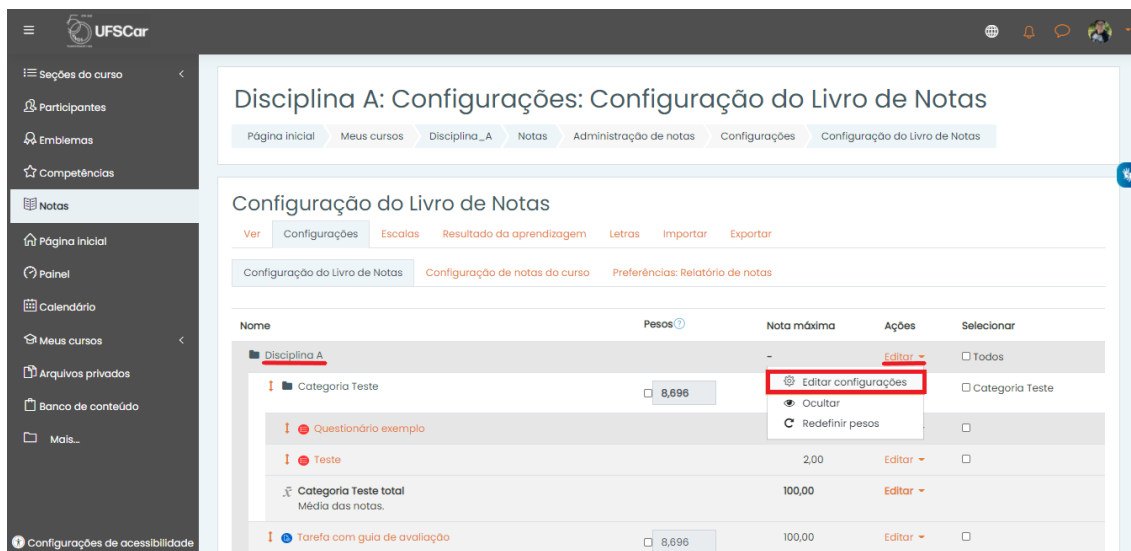 UFSCar
Seções do curso
Participantes
Emblemas
Competências
Notas
Página inicial
Painel
Calendário
Meus cursos
Arquivos privados
Banco de conteúdo
Mais...
Configurações de acessibilidade
Disciplina A: Configurações: Configuração do Livro de Notas
Página inicial Meus cursos Disciplina_A Notas Administração de notas Configurações Configuração do Livro de Notas
Configuração do Livro de Notas
Ver Configurações Escalas Resultado da aprendizagem Letras Importar Exportar
Configuração do Livro de Notas Configuração de notas do curso Preferências: Relatório de notas
Nome Pesos Nota máxima Ações Selecionar
Disciplina A - Editar Todos
Categoria Teste 8,696 Categoria Teste
Editar configurações
Ocultar
Redefinir pesos
Questionário exemplo
Teste 2,00 Editar
Categoria Teste total 100,00 Editar
Média das notas.
Tarefa com guia de avaliação 8,696 100,00 Editar